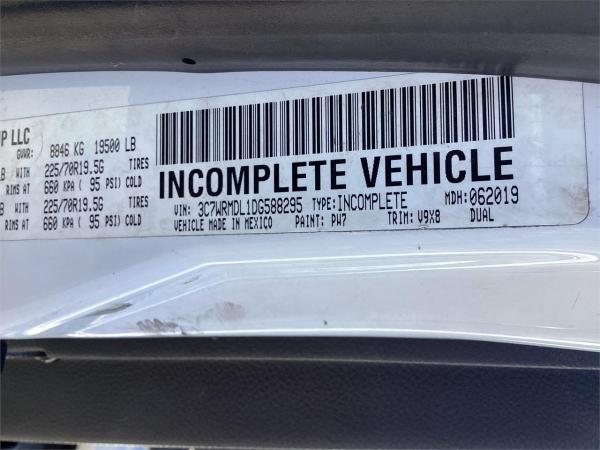 P LLC
GVWR: 8846 KG 19500 LB
B WITH 225/70R19.5G TIRES
RIMS AT 660 KPA ( 95 PSI) COLD
B WITH 225/70R19.5G TIRES
RIMS AT 660 KPA ( 95 PSI) COLD
INCOMPLETE VEHICLE
VIN: 3C7WRMDL1DG588295 TYPE: INCOMPLETE MDH: 062019
VEHICLE MADE IN MEXICO PAINT: PW7 TRIM: V9X8 DUAL